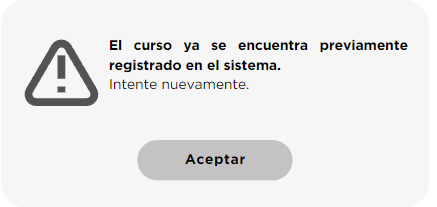 El curso ya se encuentra previamente
registrado en el sistema.
Intente nuevamente.
Aceptar